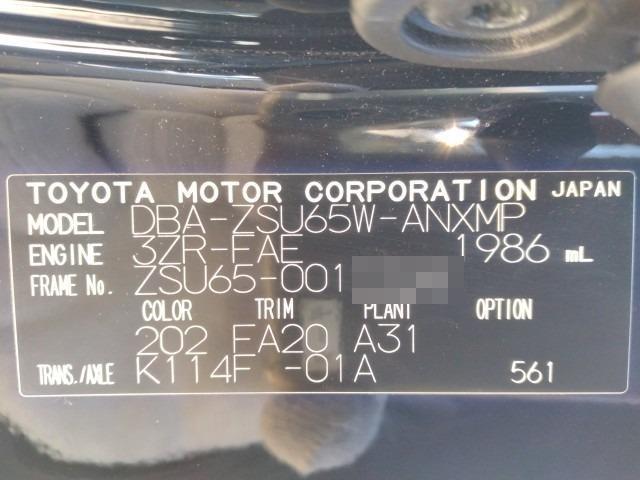 TOYOTA MOTOR CORPORATION JAPAN
MODEL DBA-ZSU65W-ANXMP
ENGINE 3ZR-FAE 1986 mL
FRAME No. ZSU65-001
COLOR TRIM PLANT OPTION
202 FA20 A31
TRANS./AXLE K114F -01A 561